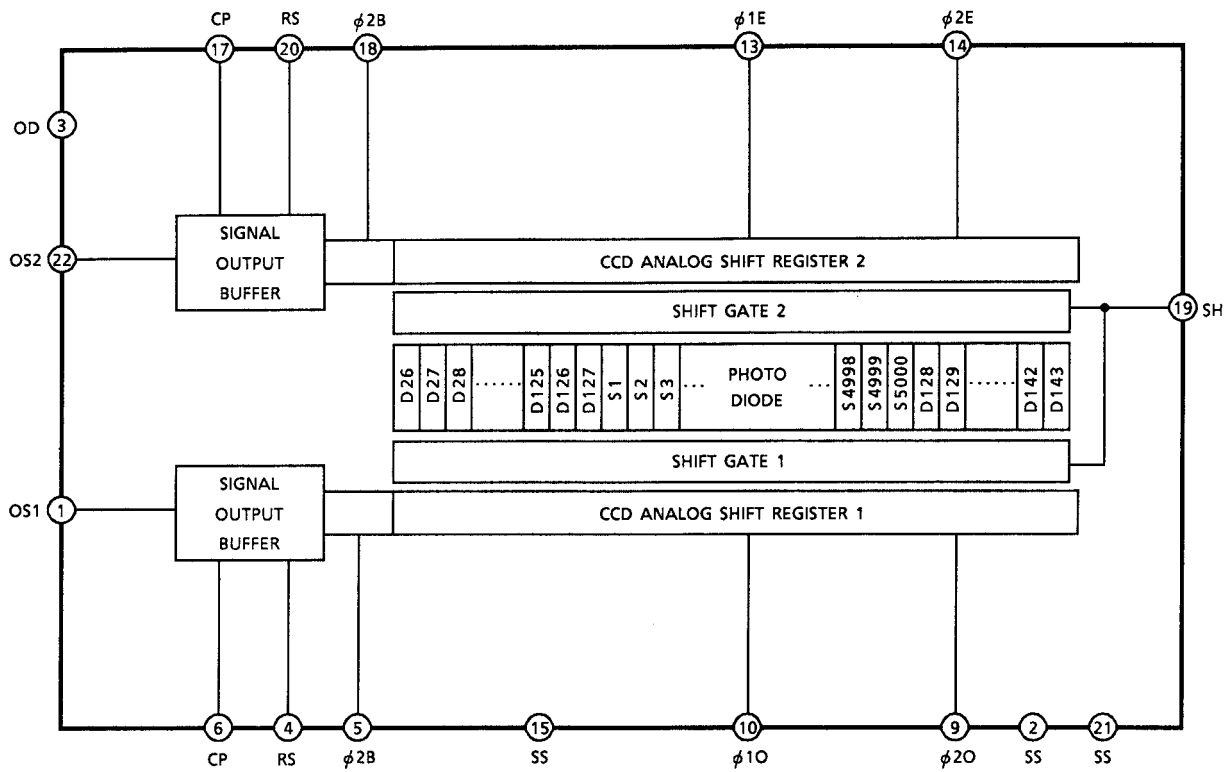 CP RS ϕ2B ϕ1E ϕ2E
17 20 18 13 14
OD 3
SIGNAL
OUTPUT
BUFFER
OS2 22
CCD ANALOG SHIFT REGISTER 2
SHIFT GATE 2
19 SH
D26 D27 D28 ······ D125 D126 D127 S1 S2 S3 ··· PHOTO DIODE ··· S4998 S4999 S5000 D128 D129 ······ D142 D143
SHIFT GATE 1
SIGNAL
OUTPUT
BUFFER
OS1 1
CCD ANALOG SHIFT REGISTER 1
6 4 5 15 10 9 2 21
CP RS ϕ2B SS ϕ1O ϕ2O SS SS